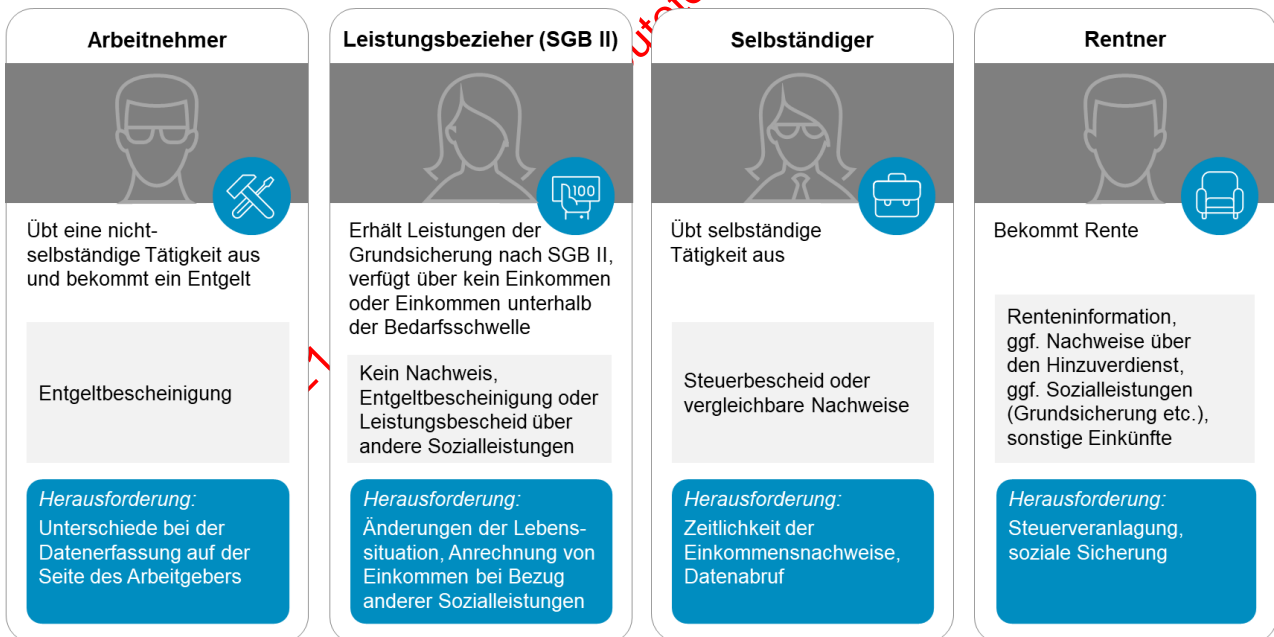 Arbeitnehmer
Übt eine nicht-
selbständige Tätigkeit aus
und bekommt ein Entgelt
Entgeltbescheinigung
Herausforderung:
Unterschiede bei der
Datenerfassung auf der
Seite des Arbeitgebers
Leistungsbezieher (SGB II)
100
Erhält Leistungen der
Grundsicherung nach SGB II,
verfügt über kein Einkommen
oder Einkommen unterhalb
der Bedarfsschwelle
Kein Nachweis,
Entgeltbescheinigung oder
Leistungsbescheid über
andere Sozialleistungen
Herausforderung:
Änderungen der Lebens-
situation, Anrechnung von
Einkommen bei Bezug
anderer Sozialleistungen
Selbständiger
Übt selbständige
Tätigkeit aus
Steuerbescheid oder
vergleichbare Nachweise
Herausforderung:
Zeitlichkeit der
Einkommensnachweise,
Datenabruf
Rentner
Bekommt Rente
Renteninformation,
ggf. Nachweise über
den Hinzuverdienst,
ggf. Sozialleistungen
(Grundsicherung etc.),
sonstige Einkünfte
Herausforderung:
Steuerveranlagung,
soziale Sicherung